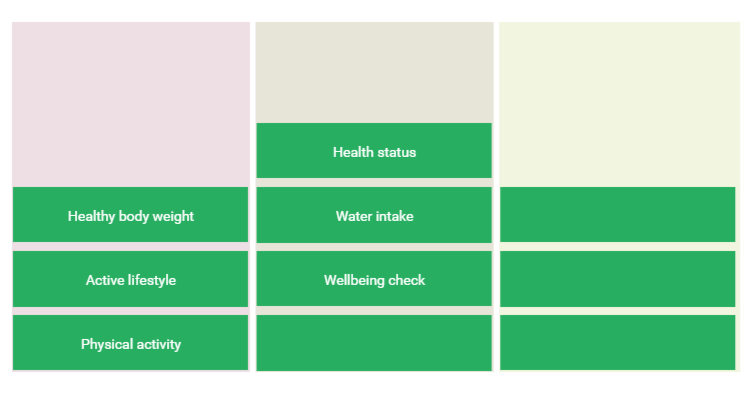 Health status
Healthy body weight
Water intake
Active lifestyle
Wellbeing check
Physical activity